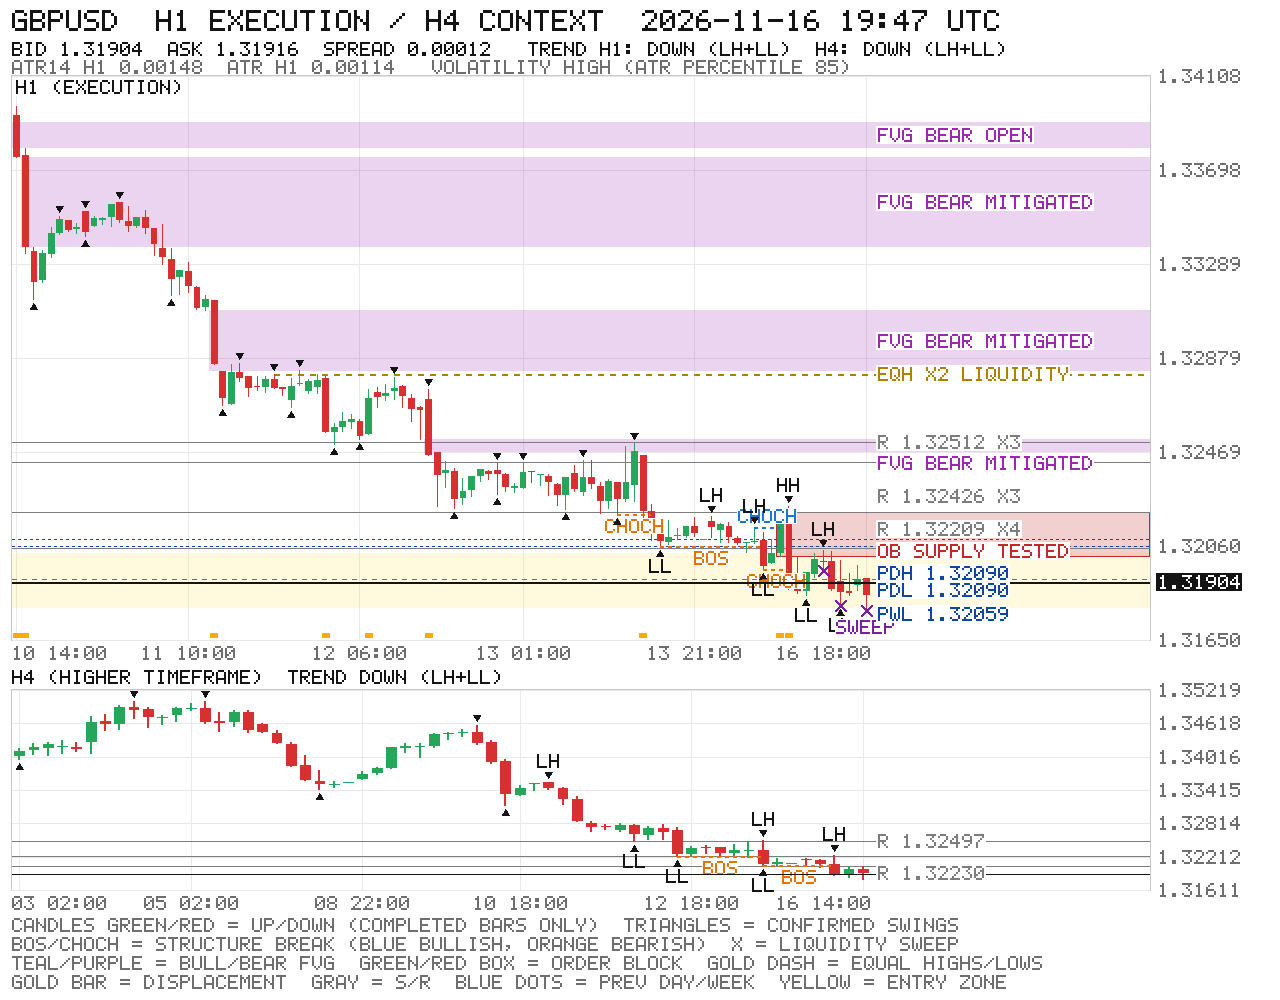 GBPUSD  H1 EXECUTION / H4 CONTEXT  2026-11-16 19:47 UTC
BID 1.31904  ASK 1.31916  SPREAD 0.00012  TREND H1: DOWN (LH+LL)  H4: DOWN (LH+LL)
ATR14 H1 0.00148  ATR H1 0.00114  VOLATILITY HIGH (ATR PERCENTILE 85)
H1 (EXECUTION)
1.34108
FVG BEAR OPEN
1.33698
FVG BEAR MITIGATED
1.33289
FVG BEAR MITIGATED
1.32879
EQH X2 LIQUIDITY
R 1.32512 X3
1.32469
FVG BEAR MITIGATED
HH
R 1.32426 X3
LH
LH
CHOCH
CHOCH
LH
R 1.32209 X4
1.32060
OB SUPPLY TESTED
BOS
LL
PDH 1.32090
CHOCH
1.31904
LL
PDL 1.32090
LL
PWL 1.32059
SWEEP
1.31650
10 14:00  11 10:00  12 06:00  13 01:00  13 21:00  16 18:00
H4 (HIGHER TIMEFRAME)  TREND DOWN (LH+LL)
1.35219
1.34618
1.34016
LH
1.33415
1.32814
LH
LH
R 1.32497
1.32212
LL
BOS
R 1.32230
LL
BOS
LL
1.31611
03 02:00  05 02:00  08 22:00  10 18:00  12 18:00  16 14:00
CANDLES GREEN/RED = UP/DOWN (COMPLETED BARS ONLY)  TRIANGLES = CONFIRMED SWINGS
BOS/CHOCH = STRUCTURE BREAK (BLUE BULLISH, ORANGE BEARISH)  X = LIQUIDITY SWEEP
TEAL/PURPLE = BULL/BEAR FVG  GREEN/RED BOX = ORDER BLOCK  GOLD DASH = EQUAL HIGHS/LOWS
GOLD BAR = DISPLACEMENT  GRAY = S/R  BLUE DOTS = PREV DAY/WEEK  YELLOW = ENTRY ZONE